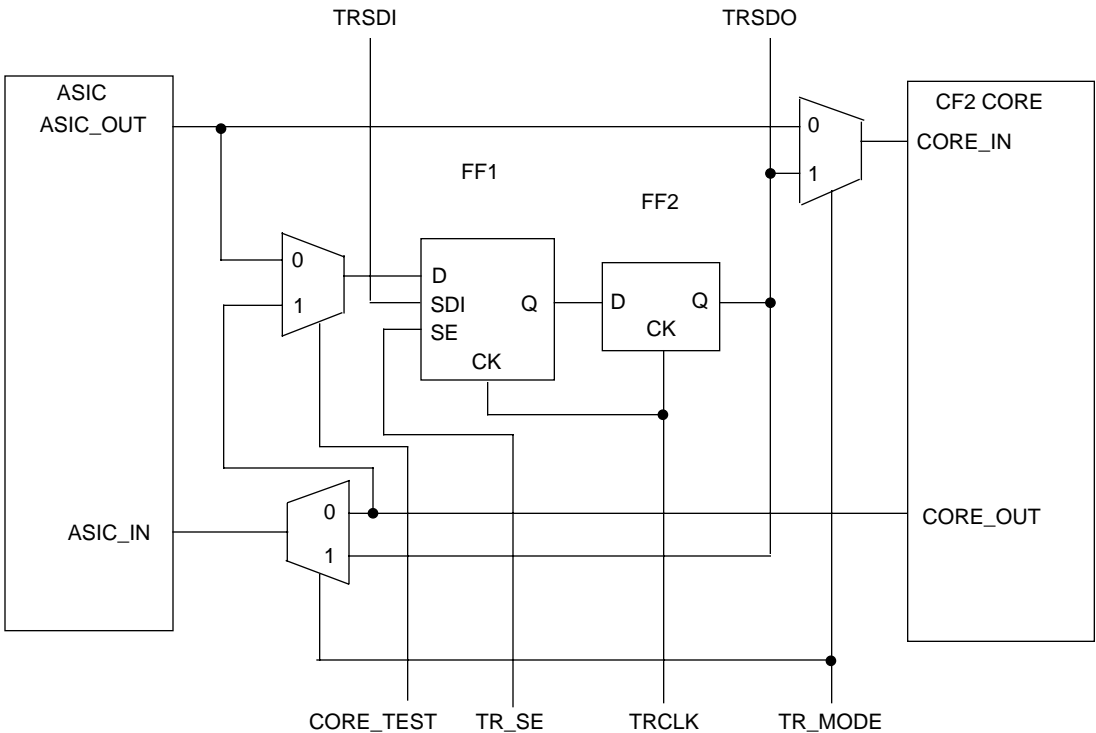 TRSDI
TRSDO
ASIC
ASIC_OUT
CF2 CORE
0
CORE_IN
1
FF1
FF2
0
1
D
SDI
SE
Q
CK
D
Q
CK
ASIC_IN
0
1
CORE_OUT
CORE_TEST
TR_SE
TRCLK
TR_MODE